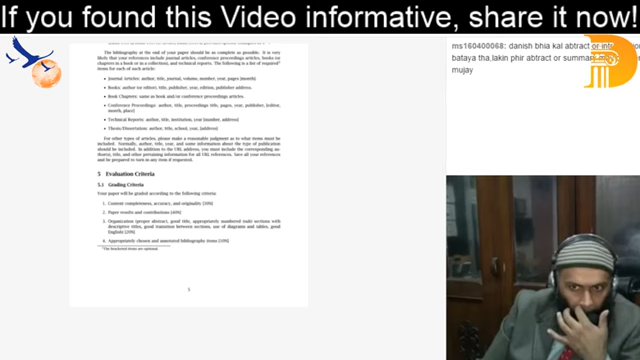 If you found this Video informative, share it now!
The bibliography at the end of your paper should be as complete as possible. It is very
likely that your references include journal articles, conference proceedings articles, books (or
chapters in a book or in a collection), and technical reports. The following is a list of required¹
items for each of such article:
• Journal Articles: author, title, journal, volume, number, year, pages [month]
• Books: author (or editor), title, publisher, year, edition, publisher address.
• Book Chapters: same as book and/or conference proceedings articles.
• Conference Proceedings: author, title, proceedings title, pages, year, publisher, [editor,
month, place]
• Technical Reports: author, title, institution, year [number, address]
• Thesis/Dissertation: author, title, school, year, [address].
For other types of articles, please make a reasonable judgment as to what items must be
included. Normally, author, title, year, and some information about the type of publication
should be included. In addition to the URL address, you must include the corresponding au-
thor(s), title, and other pertaining information for all URL references. Save all your references
and be prepared to turn in any item if requested.
5 Evaluation Criteria
5.1 Grading Criteria
Your paper will be graded according to the following criteria:
1. Content completeness, accuracy, and originality [30%]
2. Paper results and contributions [40%]
3. Organization (proper abstract, good title, appropriately numbered (sub) sections with
descriptive titles, good transition between sections, use of diagrams and tables, good
English) [20%]
4. Appropriately chosen and annotated bibliography items [10%]
¹The bracketed items are optional.
5
ms160400068: danish bhia kal abtract or
bataya tha,lakin phir abtract or summary
mujay